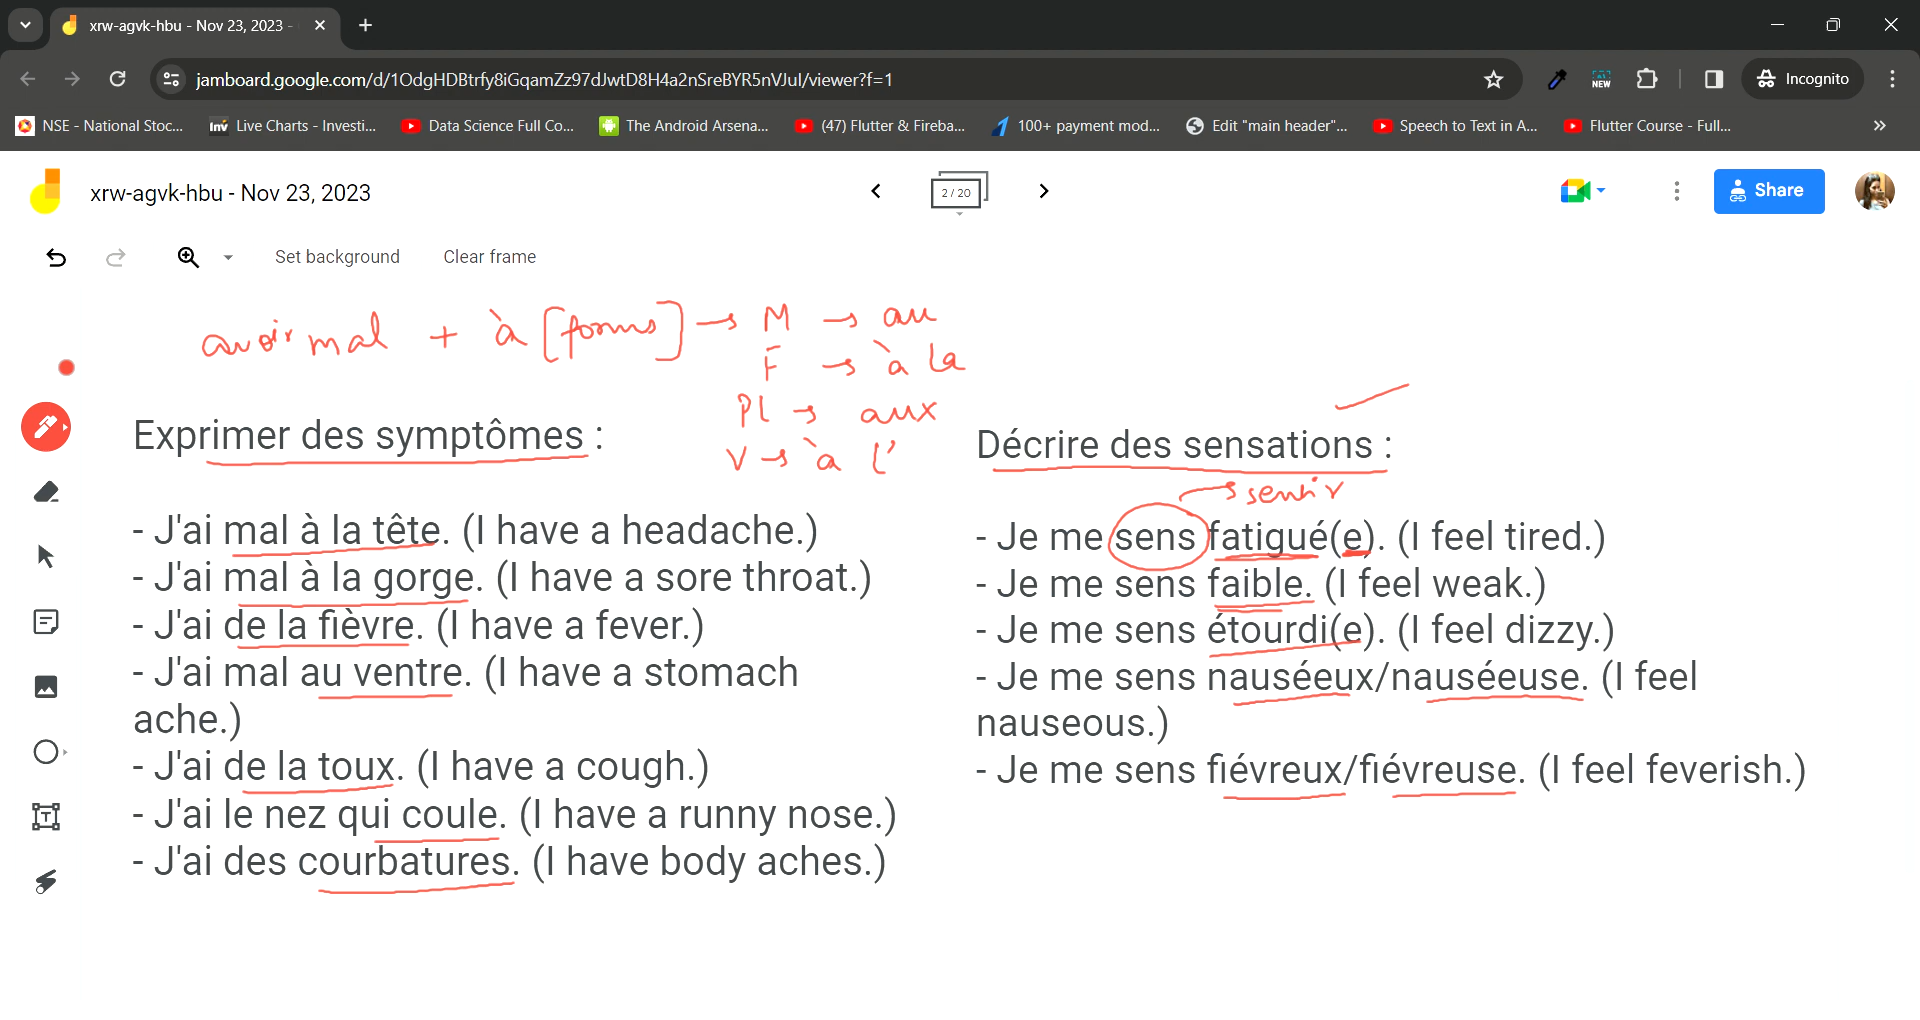 xrw-agvk-hbu - Nov 23, 2023 -
jamboard.google.com/d/1OdgHDBtrfy8iGqamZz97dJwtD8H4a2nSreBYR5nVJuI/viewer?f=1
NEW
Incognito
NSE - National Stoc...
Inv Live Charts - Investi...
Data Science Full Co...
The Android Arsena...
(47) Flutter & Fireba...
100+ payment mod...
Edit "main header"...
Speech to Text in A...
Flutter Course - Full...
xrw-agvk-hbu - Nov 23, 2023
2 / 20
Share
Set background
Clear frame
avoir mal + à [forms] → M → au
F → à la
Pl → aux
V → à l'
Exprimer des symptômes :
- J'ai mal à la tête. (I have a headache.)
- J'ai mal à la gorge. (I have a sore throat.)
- J'ai de la fièvre. (I have a fever.)
- J'ai mal au ventre. (I have a stomach
ache.)
- J'ai de la toux. (I have a cough.)
- J'ai le nez qui coule. (I have a runny nose.)
- J'ai des courbatures. (I have body aches.)
Décrire des sensations :
→ sentir
- Je me sens fatigué(e). (I feel tired.)
- Je me sens faible. (I feel weak.)
- Je me sens étourdi(e). (I feel dizzy.)
- Je me sens nauséeux/nauséeuse. (I feel
nauseous.)
- Je me sens fiévreux/fiévreuse. (I feel feverish.)